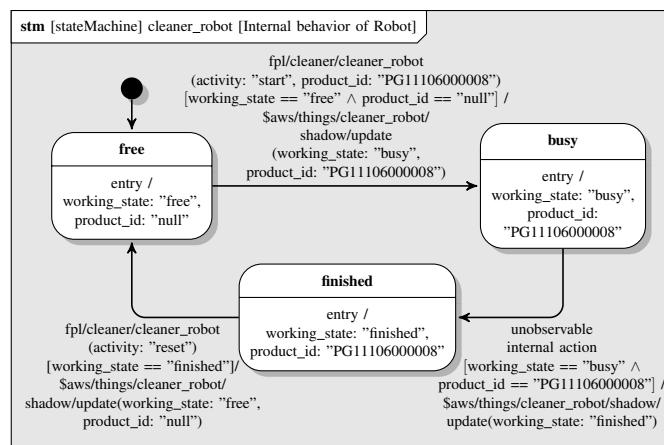 stm [stateMachine] cleaner_robot [Internal behavior of Robot]
fpl/cleaner/cleaner_robot
(activity: ”start”, product_id: ”PG11106000008”)
[working_state == ”free” ∧ product_id == ”null”] /
$aws/things/cleaner_robot/
shadow/update
(working_state: ”busy”,
product_id: ”PG11106000008”)
free
entry /
working_state: ”free”,
product_id: ”null”
busy
entry /
working_state: ”busy”,
product_id:
”PG11106000008”
finished
entry /
working_state: ”finished”,
product_id: ”PG11106000008”
fpl/cleaner/cleaner_robot
(activity: ”reset”)
[working_state == ”finished”]/
$aws/things/cleaner_robot/
shadow/update(working_state: ”free”,
product_id: ”null”)
unobservable
internal action
[working_state == ”busy” ∧
product_id == ”PG11106000008”] /
$aws/things/cleaner_robot/shadow/
update(working_state: ”finished”)